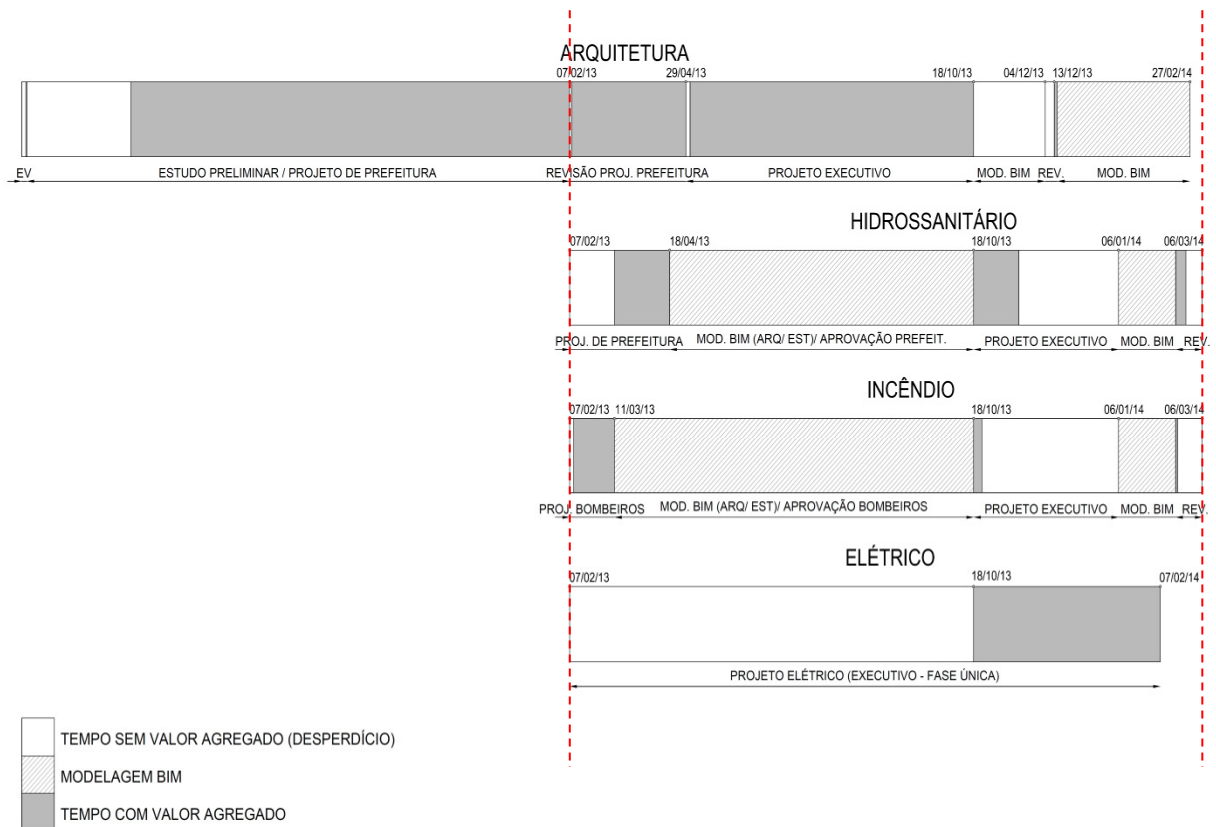 ARQUITETURA
07/02/13 29/04/13 18/10/13 04/12/13 13/12/13 27/02/14
EV ESTUDO PRELIMINAR / PROJETO DE PREFEITURA REVISÃO PROJ. PREFEITURA PROJETO EXECUTIVO MOD. BIM REV. MOD. BIM
HIDROSSANITÁRIO
07/02/13 18/04/13 18/10/13 06/01/14 06/03/14
PROJ. DE PREFEITURA MOD. BIM (ARQ/ EST)/ APROVAÇÃO PREFEIT. PROJETO EXECUTIVO MOD. BIM REV.
INCÊNDIO
07/02/13 11/03/13 18/10/13 06/01/14 06/03/14
PROJ. BOMBEIROS MOD. BIM (ARQ/ EST)/ APROVAÇÃO BOMBEIROS PROJETO EXECUTIVO MOD. BIM REV.
ELÉTRICO
07/02/13 18/10/13 07/02/14
PROJETO ELÉTRICO (EXECUTIVO - FASE ÚNICA)
TEMPO SEM VALOR AGREGADO (DESPERDÍCIO)
MODELAGEM BIM
TEMPO COM VALOR AGREGADO